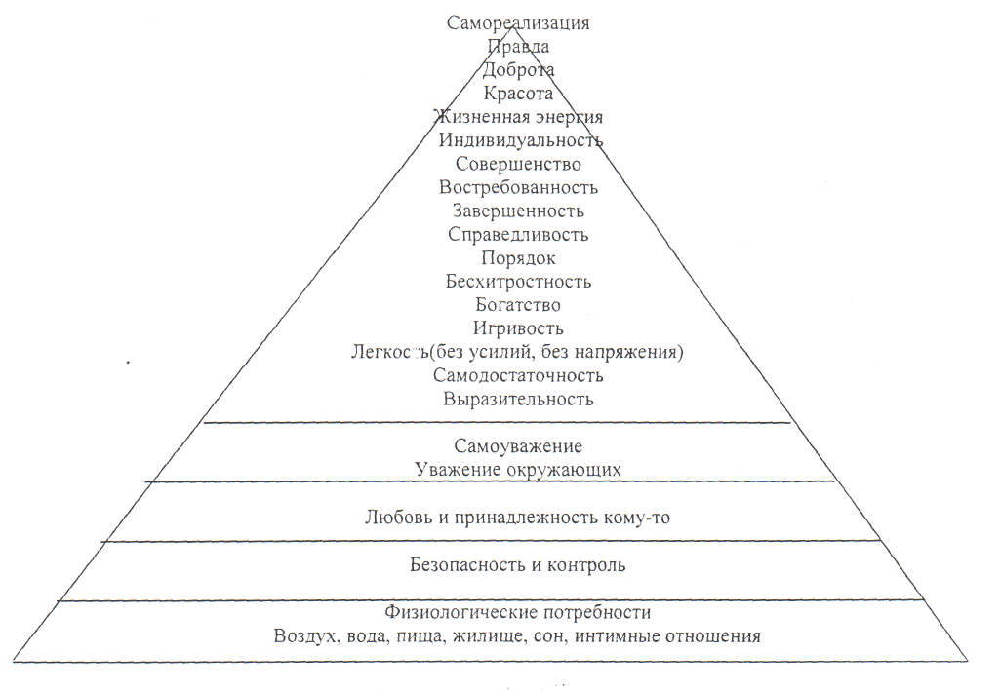 Самореализация
Правда
Доброта
Красота
Жизненная энергия
Индивидуальность
Совершенство
Востребованность
Завершенность
Справедливость
Порядок
Бесхитростность
Богатство
Игривость
Легкость(без усилий, без напряжения)
Самодостаточность
Выразительность
Самоуважение
Уважение окружающих
Любовь и принадлежность кому-то
Безопасность и контроль
Физиологические потребности
Воздух, вода, пища, жилище, сон, интимные отношения